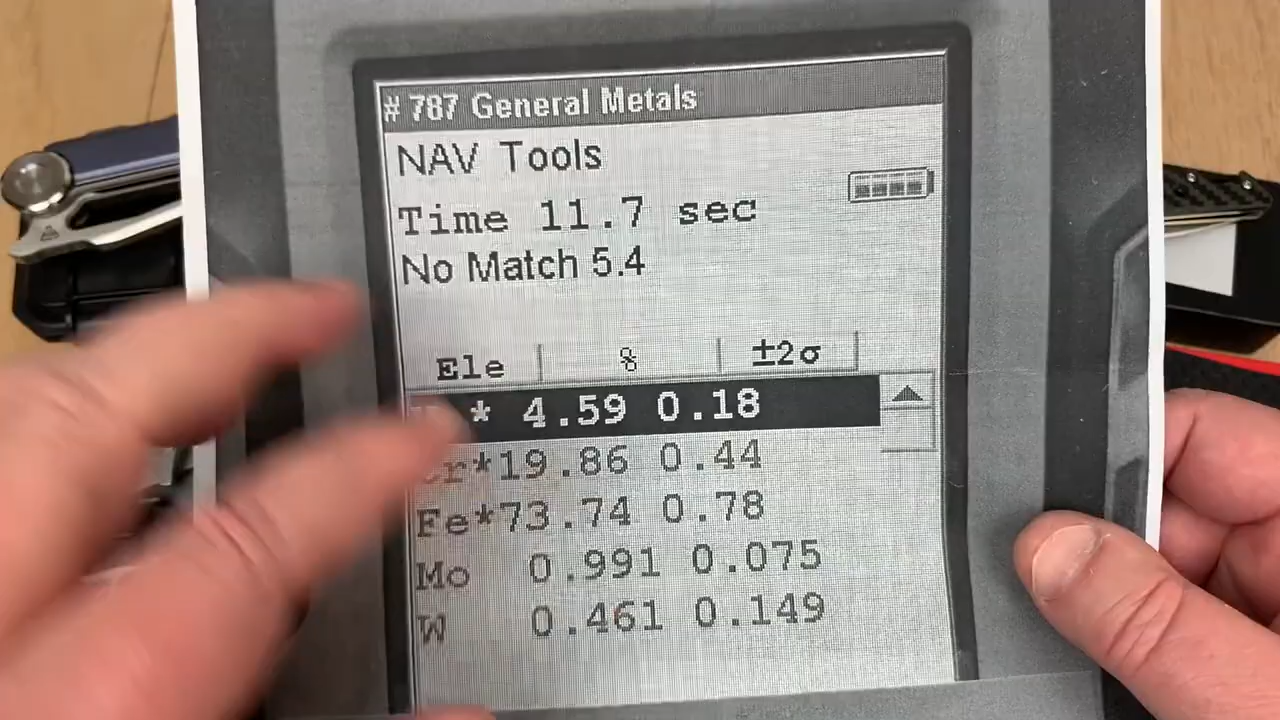 # 787 General Metals
NAV Tools
Time 11.7 sec
No Match 5.4
Ele % ±2σ
* 4.59 0.18
Cr*19.86 0.44
Fe*73.74 0.78
Mo 0.991 0.075
W 0.461 0.149